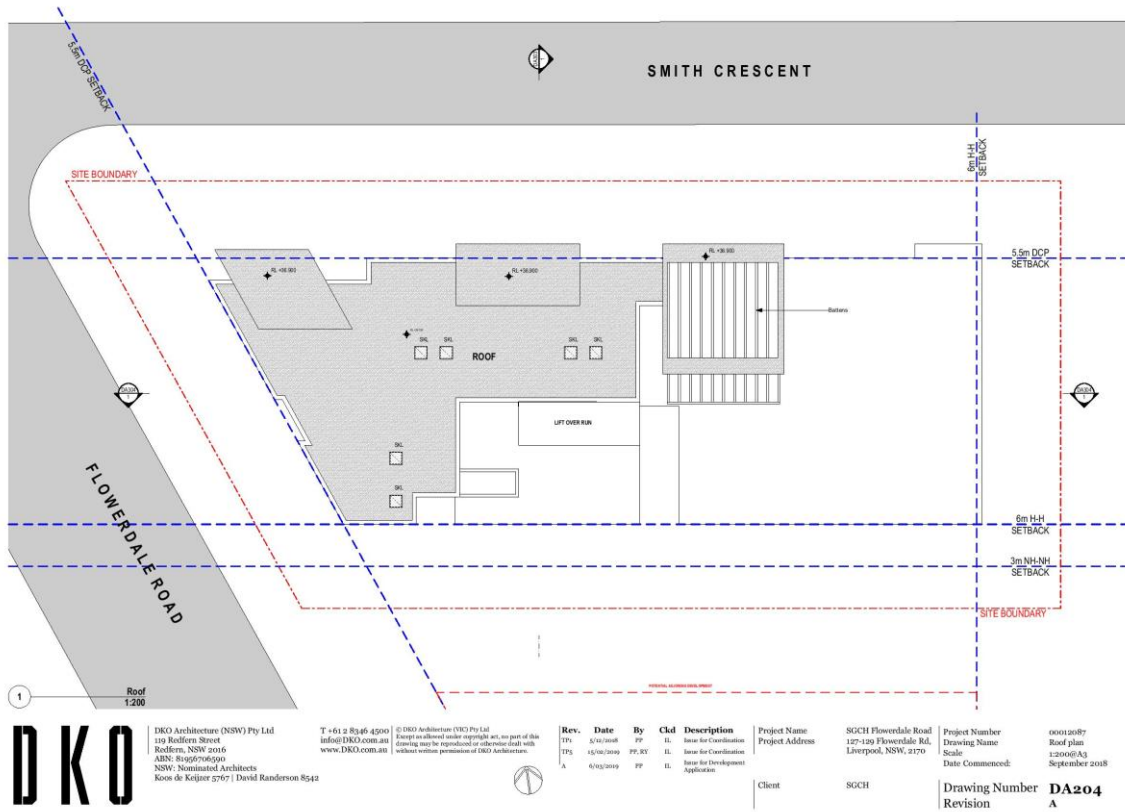 5.5m DCP SETBACK
DA303
1
SMITH CRESCENT
6m H-H
SETBACK
SITE BOUNDARY
RL +36.900
RL +36.900
RL +36.900
5.5m DCP
SETBACK
Battens
SKL
SKL
SKL
SKL
ROOF
DA304
1
DA304
1
LIFT OVER RUN
SKL
SKL
FLOWERDALE ROAD
6m H-H
SETBACK
3m NH-NH
SETBACK
SITE BOUNDARY
1
Roof
1:200
DKO
DKO Architecture (NSW) Pty Ltd
119 Redfern Street
Redfern, NSW 2016
ABN: 81956706590
NSW: Nominated Architects
Koos de Keijzer 5767 | David Randerson 8542
T +61 2 8346 4500
info@DKO.com.au
www.DKO.com.au
© DKO Architecture (VIC) Pty Ltd
Except as allowed under copyright act, no part of this
drawing may be reproduced or otherwise dealt with
without written permission of DKO Architecture.
Rev. Date By Ckd Description
TP1 5/12/2018 PP IL Issue for Coordination
TP5 15/02/2019 PP, RY IL Issue for Coordination
A 6/03/2019 PP IL Issue for Development
Application
Project Name SGCH Flowerdale Road
Project Address 127-129 Flowerdale Rd,
Liverpool, NSW, 2170
Client SGCH
Project Number 00012087
Drawing Name Roof plan
Scale 1:200@A3
Date Commenced: September 2018
Drawing Number DA204
Revision A